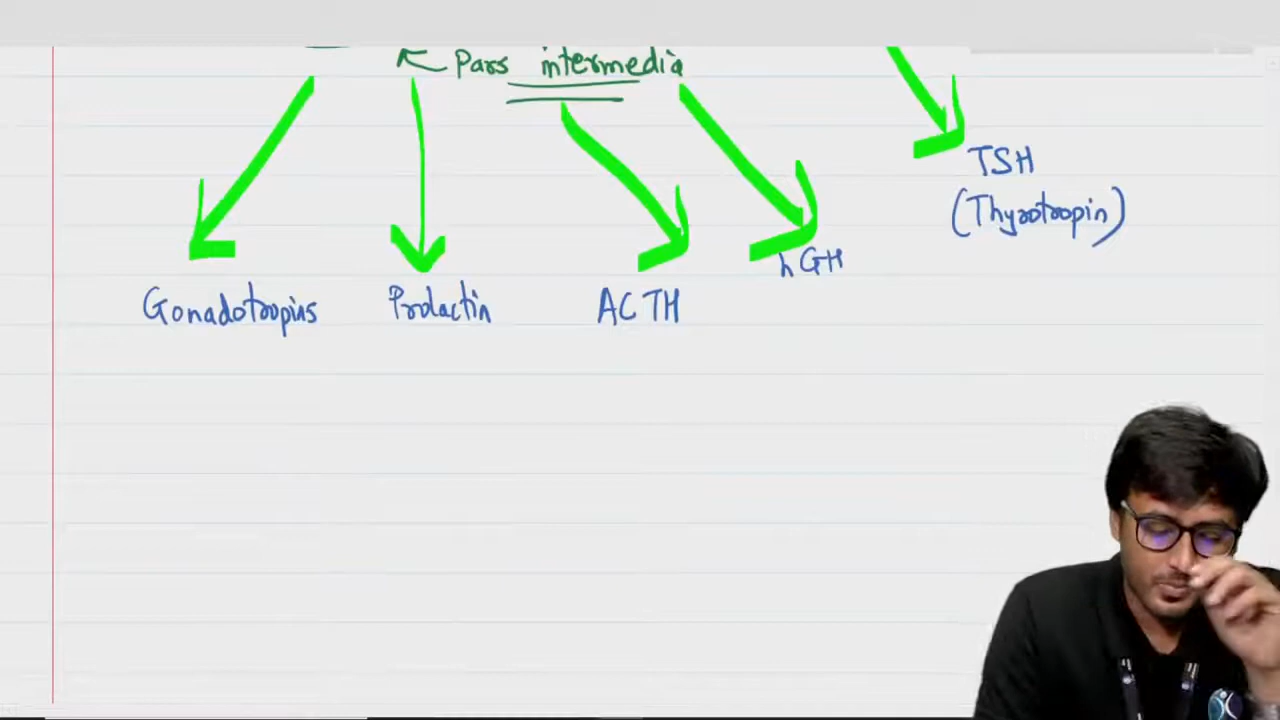 Pars intermedia
TSH
(Thyrotropin)
hGH
Gonadotropins
Prolactin
ACTH